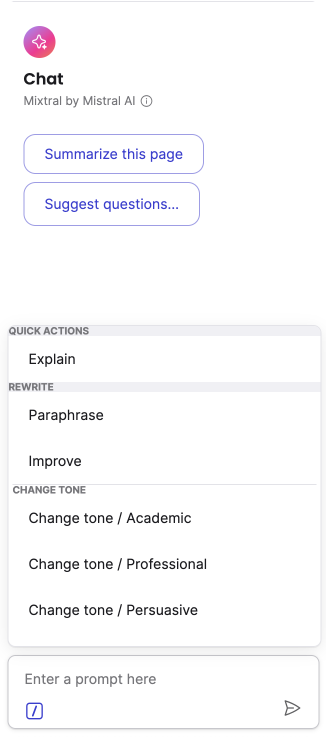 Chat
Mixtral by Mistral AI
Summarize this page
Suggest questions...
QUICK ACTIONS
Explain
REWRITE
Paraphrase
Improve
CHANGE TONE
Change tone / Academic
Change tone / Professional
Change tone / Persuasive
Enter a prompt here
/